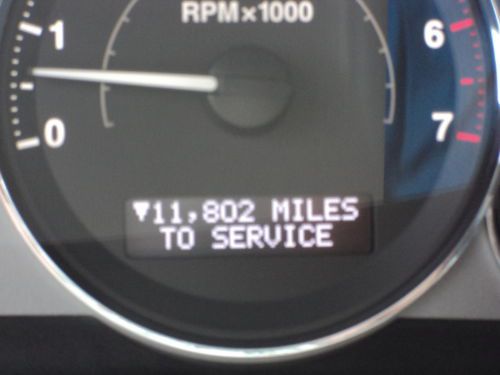 RPM×1000
1
6
0
7
▼11,802 MILES
TO SERVICE